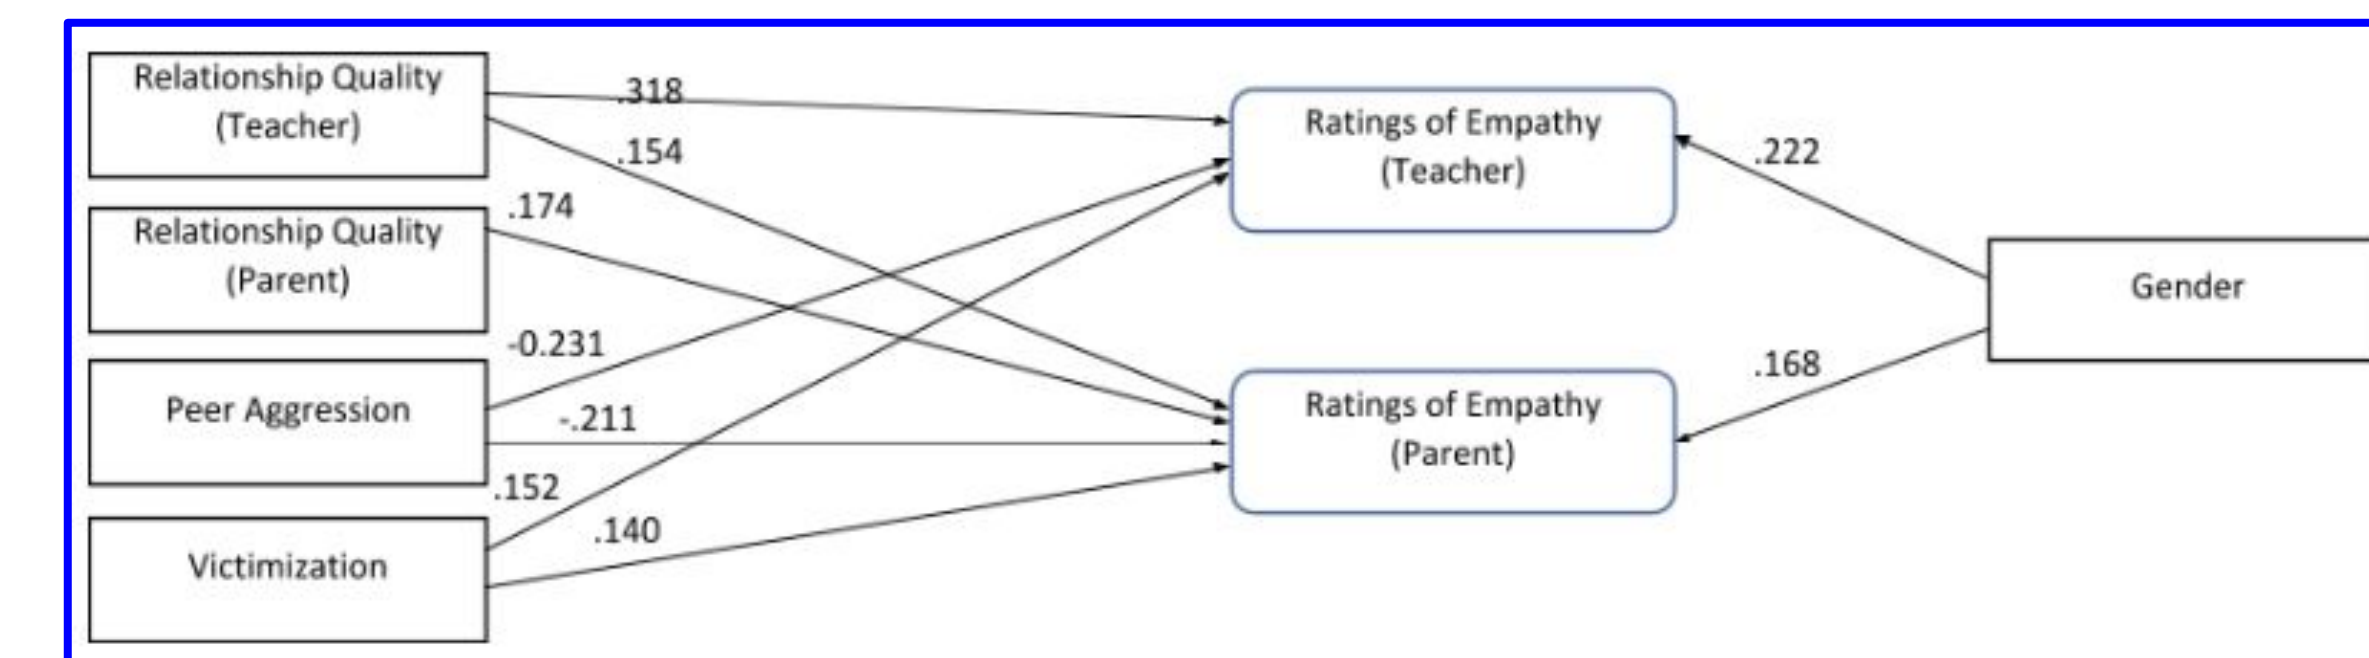 Relationship Quality
(Teacher)
.318
.154
Relationship Quality
(Parent)
.174
Peer Aggression
-0.231
-.211
Victimization
.152
.140
Ratings of Empathy
(Teacher)
Ratings of Empathy
(Parent)
.222
.168
Gender